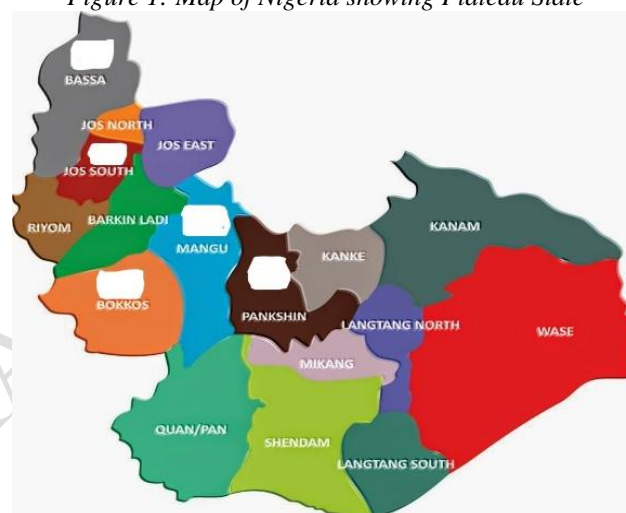 Figure 1: Map of Nigeria showing Plateau State
BASSA
JOS NORTH
JOS EAST
JOS SOUTH
RIYOM
BARKIN LADI
MANGU
KANAM
KANKE
BOKKOS
PANKSHIN
LANGTANG NORTH
WASE
MIKANG
QUAN/PAN
SHENDAM
LANGTANG SOUTH